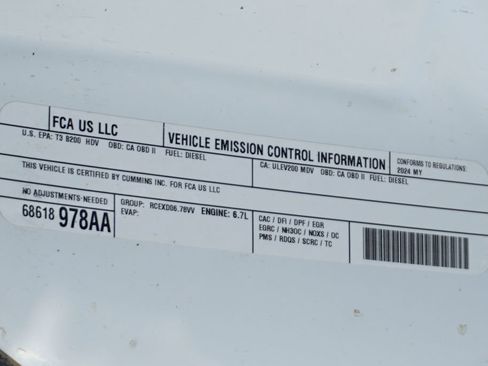 FCA US LLC
VEHICLE EMISSION CONTROL INFORMATION
CONFORMS TO REGULATIONS:
2024 MY
U.S. EPA: T3 B200 HDV OBD: CA OBD II FUEL: DIESEL
CA: ULEV200 MDV OBD: CA OBD II FUEL: DIESEL
THIS VEHICLE IS CERTIFIED BY CUMMINS INC. FOR FCA US LLC
NO ADJUSTMENTS NEEDED
68618 978AA
GROUP: RCEXD06.78VV ENGINE: 6.7L
EVAP:
CAC / DFI / DPF / EGR
EGRC / NH3OC / NOXS / OC
PMS / RDQS / SCRC / TC